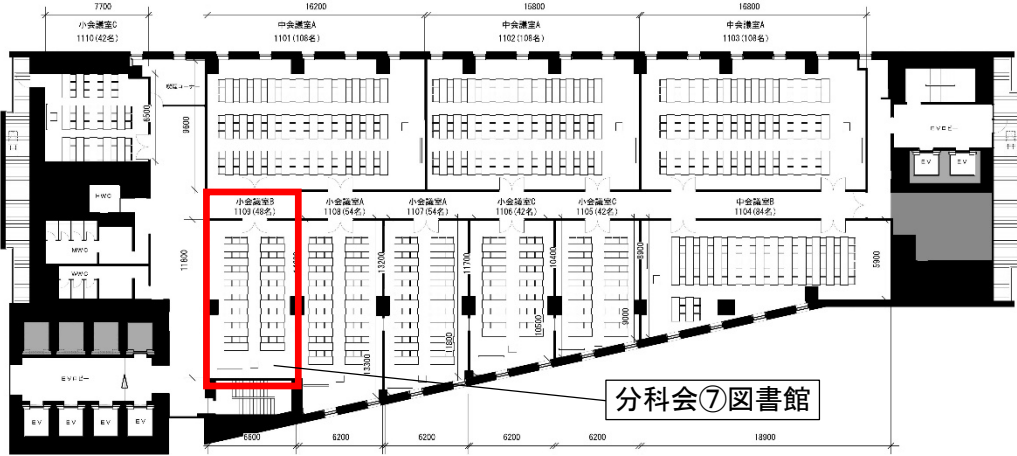 7700
16200
15800
16800
小会議室C
1110(42名)
中会議室A
1101(108名)
中会議室A
1102(108名)
中会議室A
1103(108名)
6500
9600
EVロビー
EV
EV
HWC
小会議室B
1109(48名)
小会議室A
1108(54名)
小会議室A
1107(54名)
小会議室C
1106(42名)
小会議室C
1105(42名)
中会議室B
1104(84名)
MWC
WWC
11800
13200
11700
10400
8900
5900
13300
11800
10500
9000
EVロビー
EV
EV
EV
EV
分科会⑦図書館
6800
6200
6200
6200
6200
18900